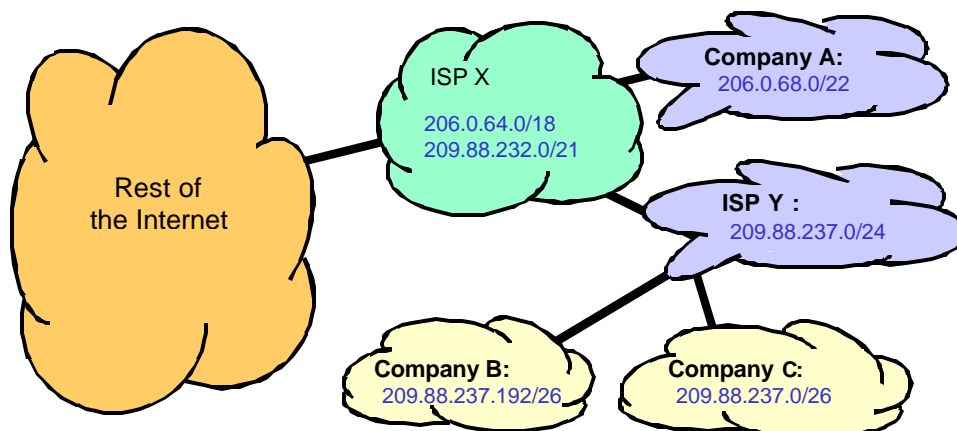 Rest of
the Internet
ISP X
206.0.64.0/18
209.88.232.0/21
Company A:
206.0.68.0/22
ISP Y :
209.88.237.0/24
Company B:
209.88.237.192/26
Company C:
209.88.237.0/26